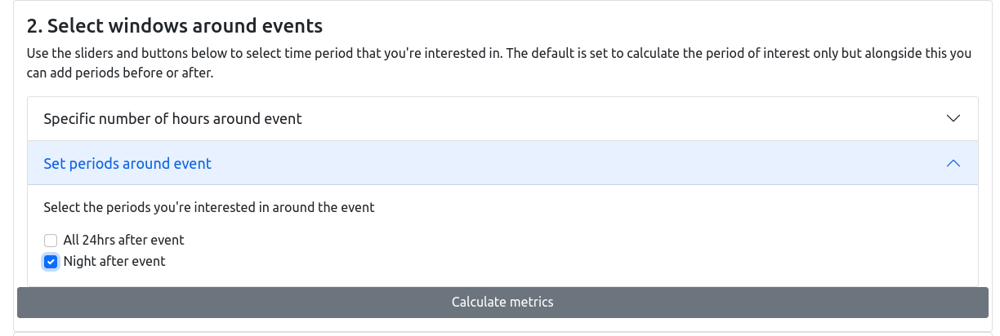 2. Select windows around events
Use the sliders and buttons below to select time period that you're interested in. The default is set to calculate the period of interest only but alongside this you
can add periods before or after.
Specific number of hours around event
Set periods around event
Select the periods you're interested in around the event
All 24hrs after event
Night after event
Calculate metrics